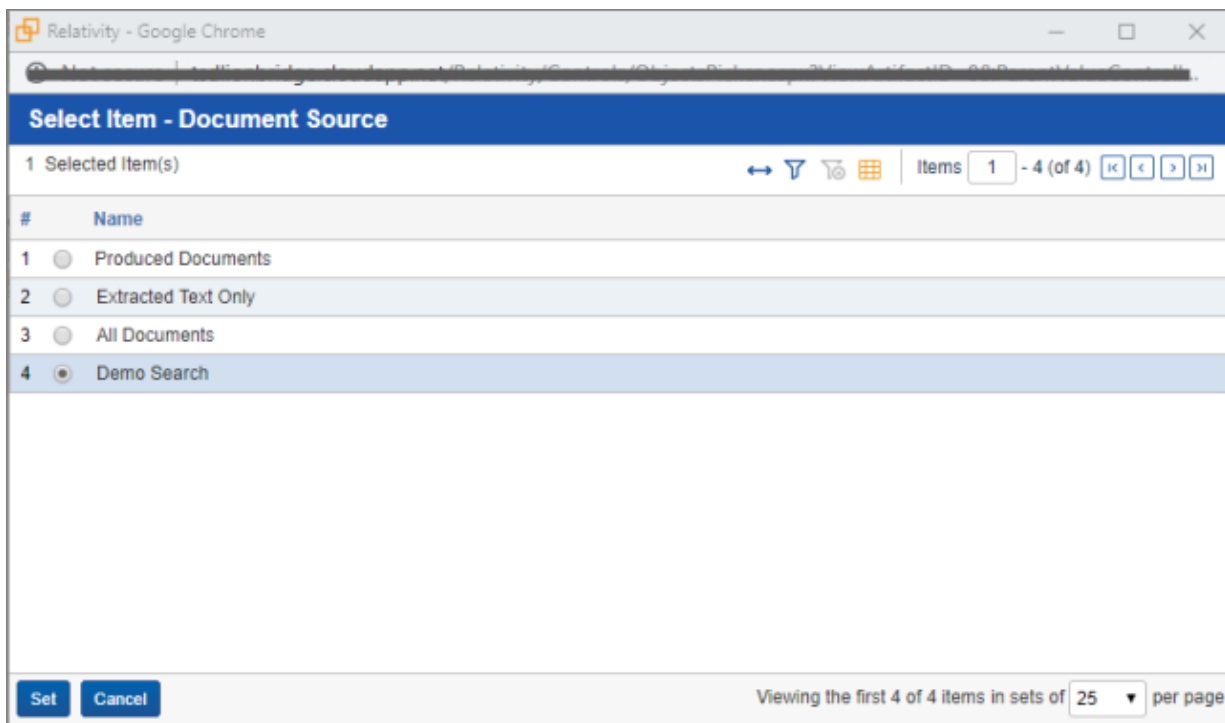 Relativity - Google Chrome
Select Item - Document Source
1 Selected Item(s)
Items 1 - 4 (of 4)
# Name
1 Produced Documents
2 Extracted Text Only
3 All Documents
4 Demo Search
Set Cancel Viewing the first 4 of 4 items in sets of 25 per page